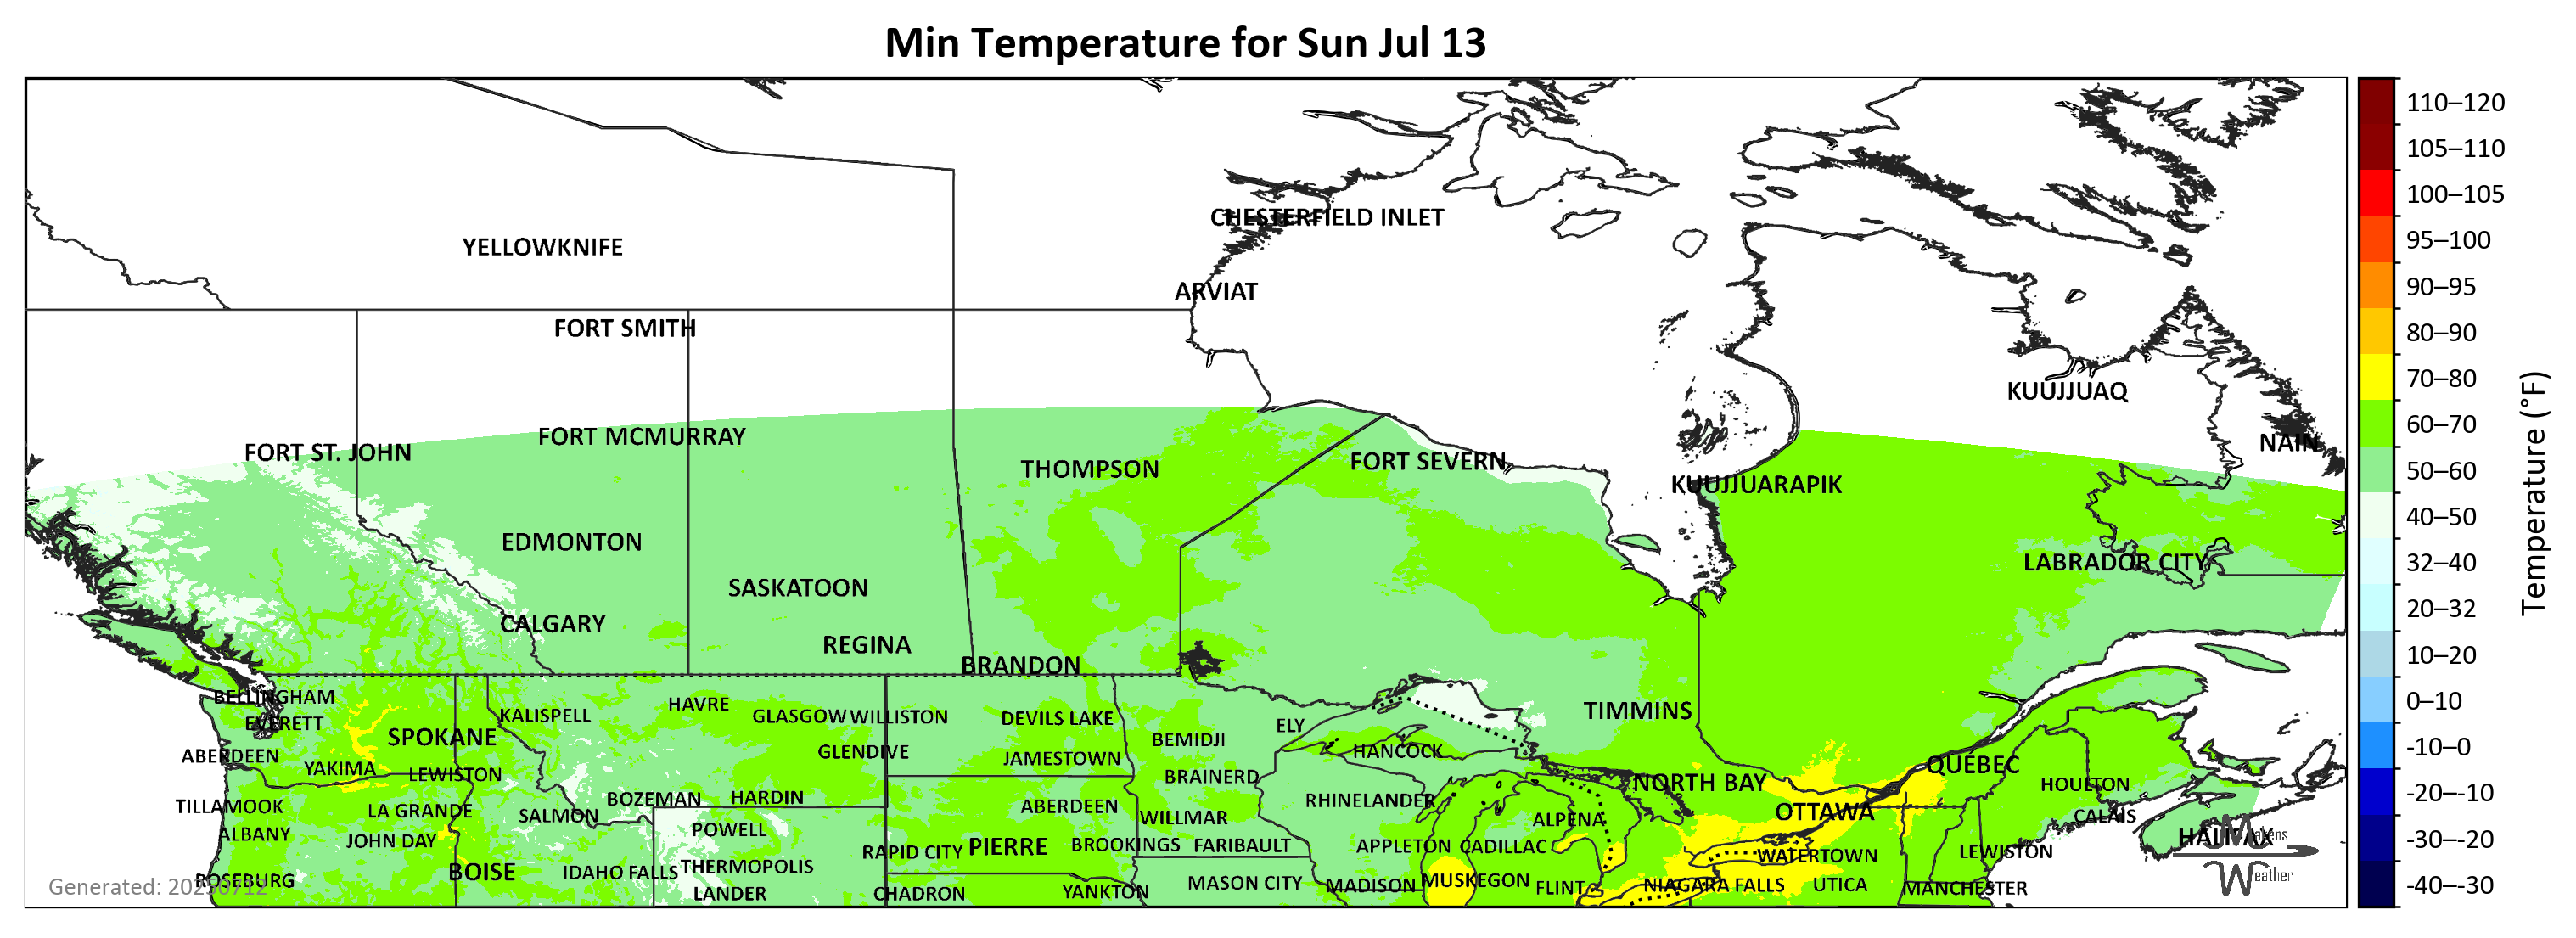 Min Temperature for Sun Jul 13
110–120
105–110
CHESTERFIELD INLET
100–105
YELLOWKNIFE
95–100
ARVIAT
90–95
FORT SMITH
80–90
KUUJJUAQ
70–80
FORT ST. JOHN
FORT MCMURRAY
THOMPSON
FORT SEVERN
KUUJJUARAPIK
NAIN
60–70
50–60
Temperature (°F)
EDMONTON
40–50
LABRADOR CITY
32–40
SASKATOON
CALGARY
20–32
REGINA
BRANDON
10–20
BELLINGHAM
EVERETT
KALISPELL
HAVRE
GLASGOW
WILLISTON
DEVILS LAKE
ELY
TIMMINS
0–10
SPOKANE
ABERDEEN
YAKIMA
LEWISTON
GLENDIVE
JAMESTOWN
BEMIDJI
HANCOCK
QUÉBEC
-10–0
BRAINERD
NORTH BAY
HOULTON
-20–-10
TILLAMOOK
LA GRANDE
SALMON
BOZEMAN
HARDIN
ABERDEEN
WILLMAR
RHINELANDER
ALPENA
OTTAWA
CALAIS
ALBANY
JOHN DAY
POWELL
RAPID CITY
PIERRE
BROOKINGS
FARIBAULT
APPLETON
CADILLAC
WATERTOWN
LEWISTON
HALIFAX
Makens
Weather
-30–-20
ROSEBURG
BOISE
IDAHO FALLS
THERMOPOLIS
LANDER
CHADRON
YANKTON
MASON CITY
MADISON
MUSKEGON
FLINT
NIAGARA FALLS
UTICA
MANCHESTER
-40–-30
Generated: 20250712